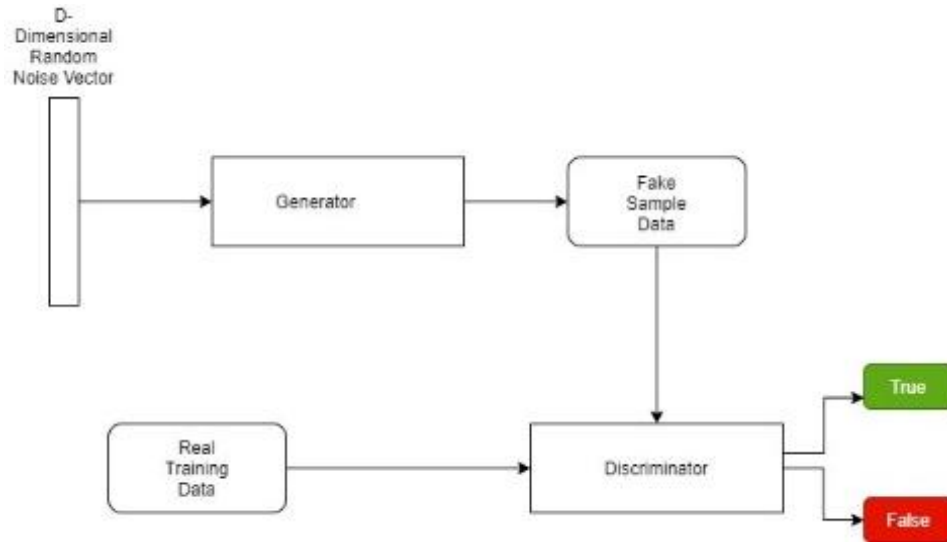 D-
Dimensional
Random
Noise Vector
Generator
Fake
Sample
Data
True
Real
Training
Data
Discriminator
False